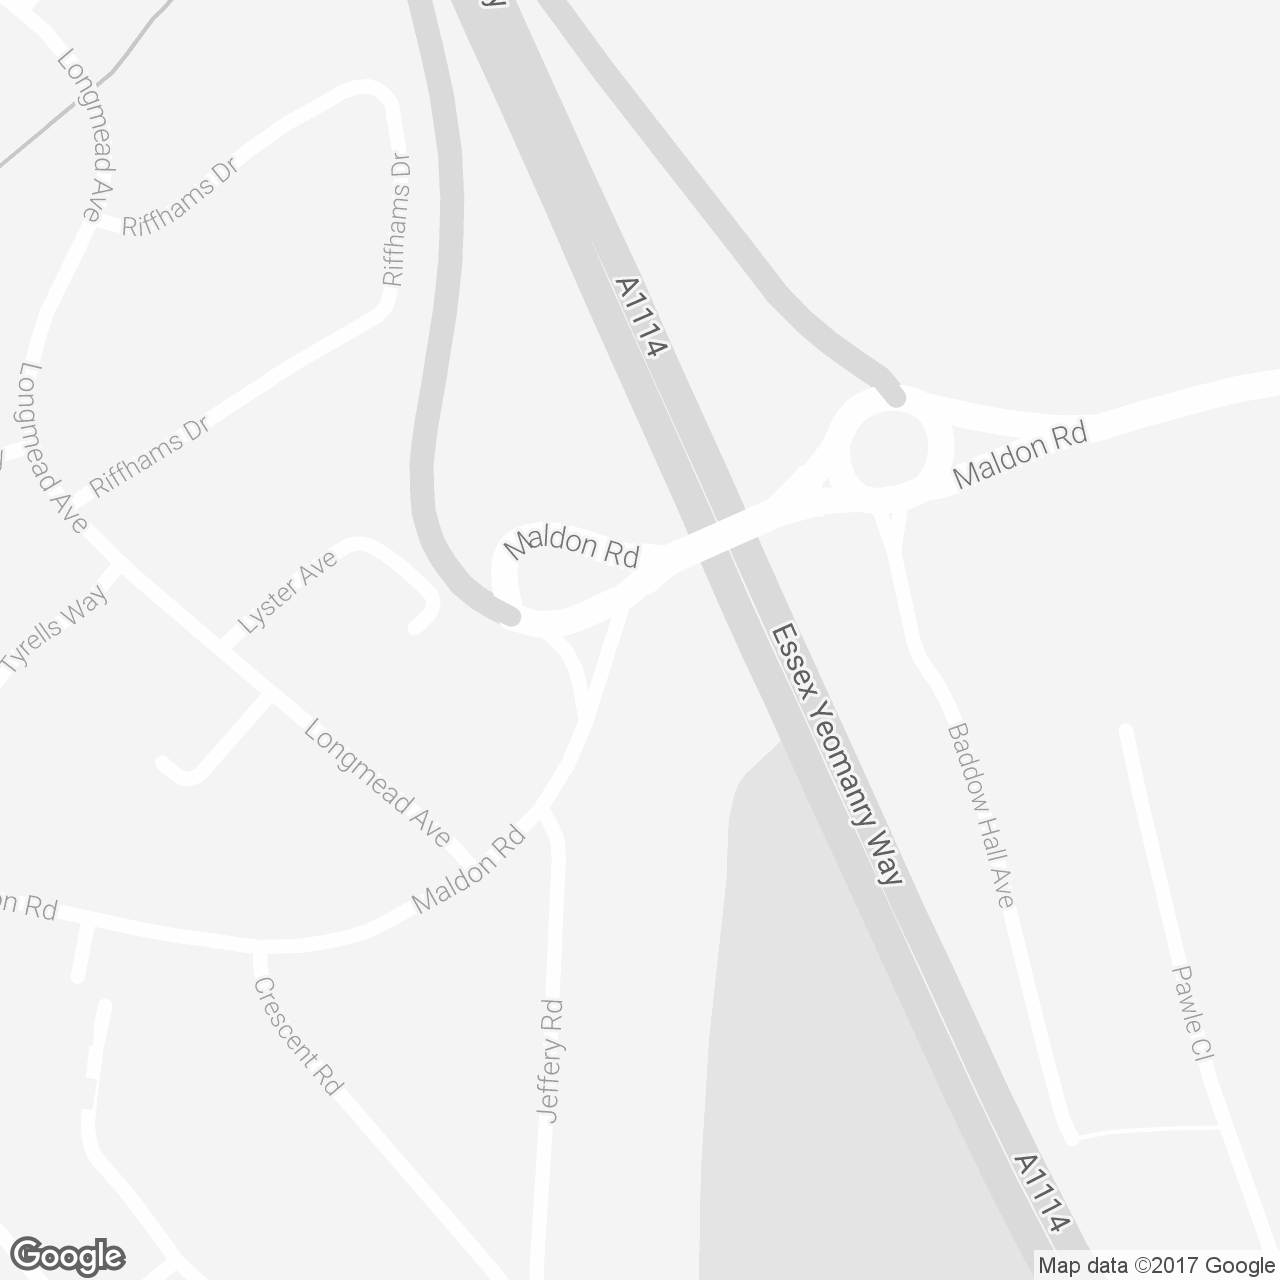 Longmead Ave
Riffhams Dr
Riffhams Dr
A1114
Longmead Ave
Riffhams Dr
Maldon Rd
Maldon Rd
Lyster Ave
Tyrells Way
Essex Yeomanry Way
Longmead Ave
Baddow Hall Ave
Maldon Rd
on Rd
Crescent Rd
Jeffery Rd
Pawle Cl
A1114
Google
Map data ©2017 Google